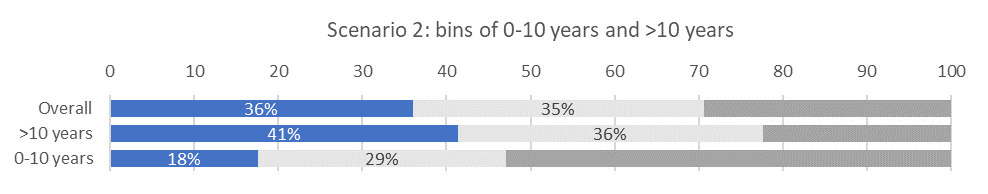 Scenario 2: bins of 0-10 years and >10 years
0 10 20 30 40 50 60 70 80 90 100
Overall 36% 35%
>10 years 41% 36%
0-10 years 18% 29%